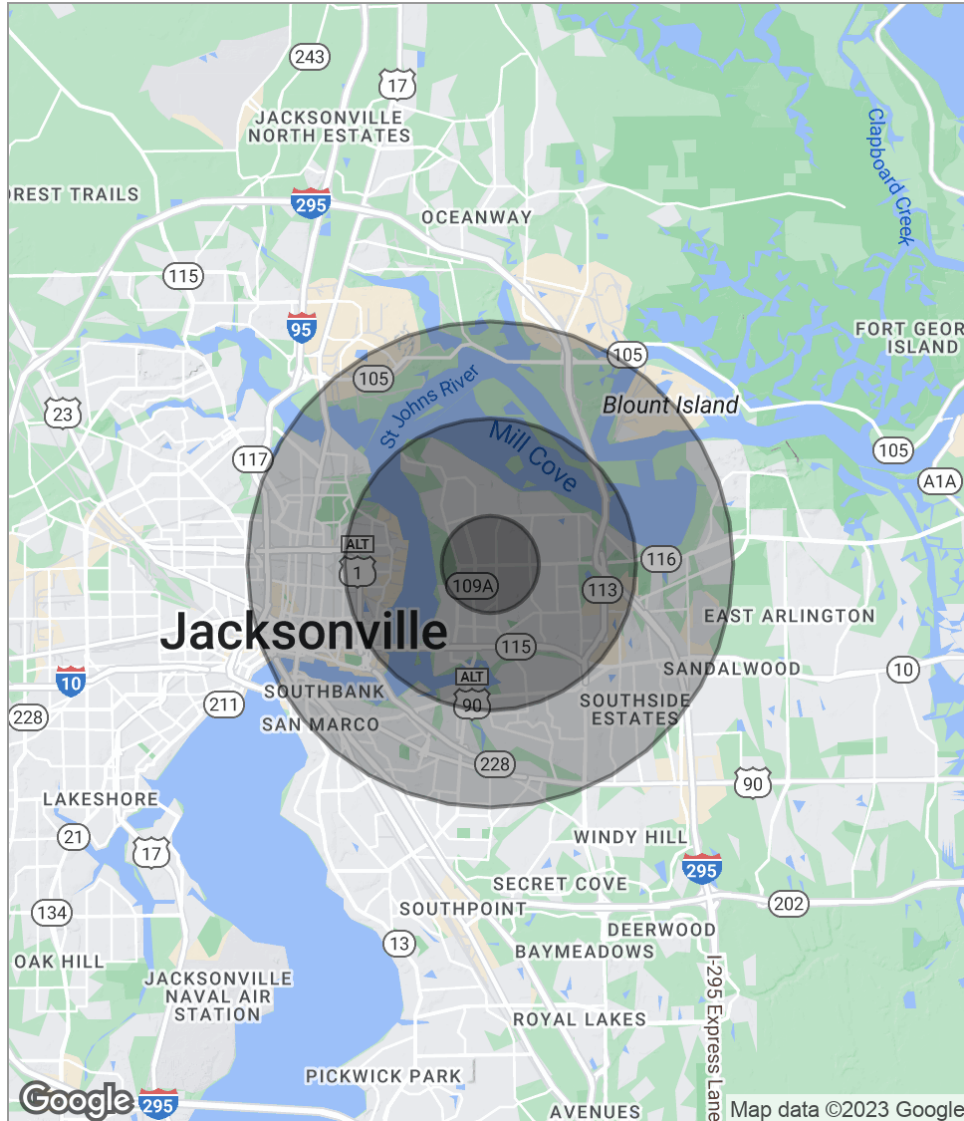 243
17
JACKSONVILLE
NORTH ESTATES
OREST TRAILS
295
OCEANWAY
Clapboard Creek
115
95
FORT GEORG
ISLAND
105
105
23
St Johns River
Blount Island
Mill Cove
117
105
A1A
ALT
1
116
109A
113
EAST ARLINGTON
Jacksonville
115
SANDALWOOD
10
ALT
90
10
SOUTHBANK
SOUTHSIDE
ESTATES
211
228
SAN MARCO
228
90
LAKESHORE
21
17
WINDY HILL
295
SECRET COVE
202
134
SOUTHPOINT
DEERWOOD
13
BAYMEADOWS
OAK HILL
JACKSONVILLE
NAVAL AIR
STATION
I-295 Express Lane
ROYAL LAKES
PICKWICK PARK
Google
295
AVENUES
Map data ©2023 Google